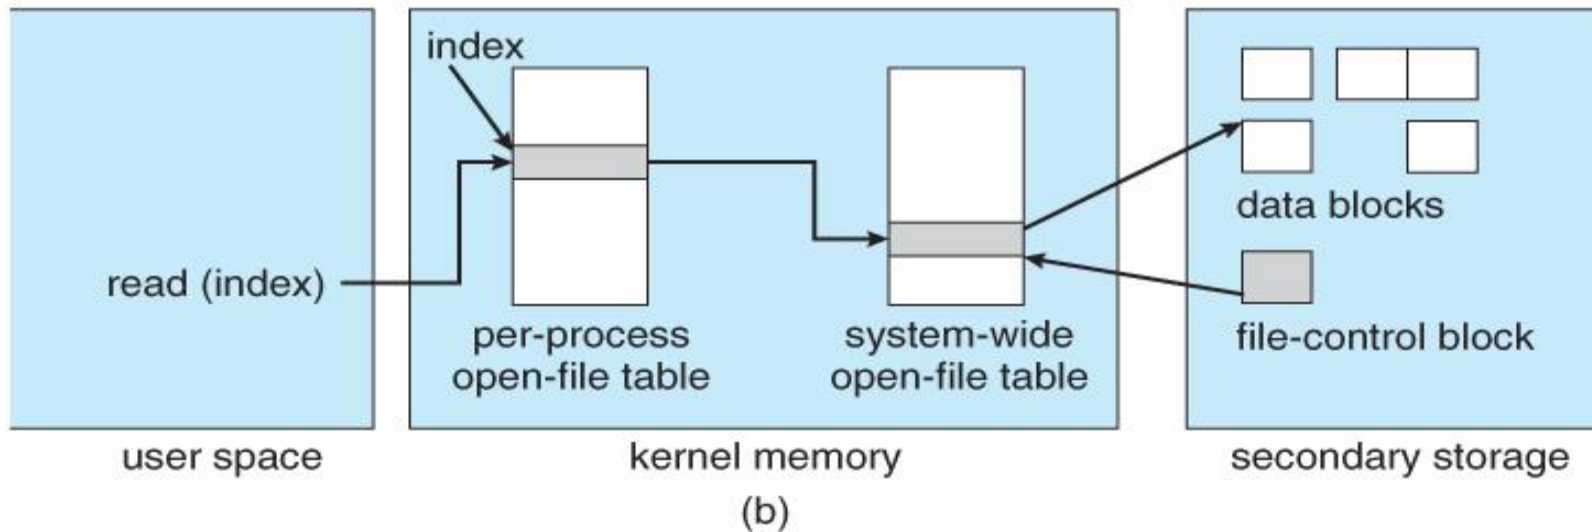 index
read (index)
per-process
open-file table
system-wide
open-file table
data blocks
file-control block
user space
kernel memory
secondary storage
(b)